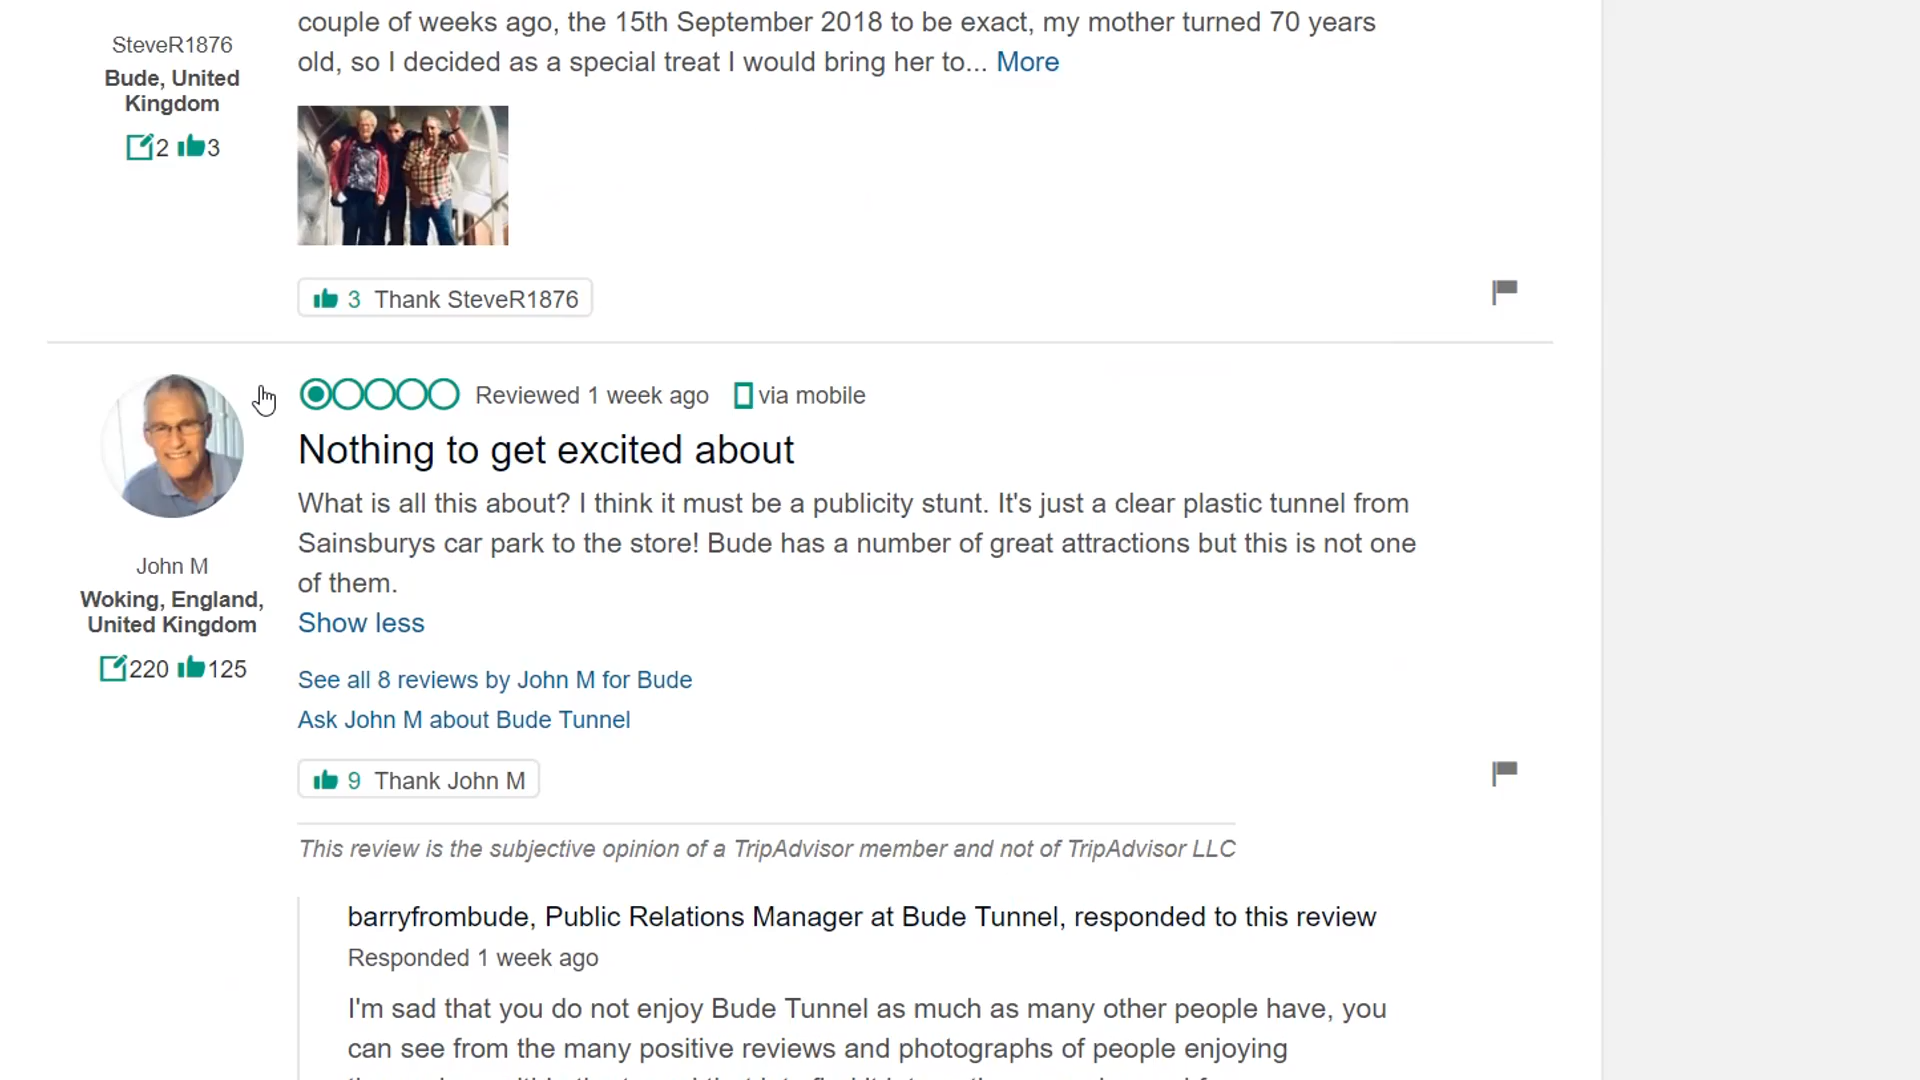 couple of weeks ago, the 15th September 2018 to be exact, my mother turned 70 years
old, so I decided as a special treat I would bring her to... More
SteveR1876
Bude, United
Kingdom
2 3
3 Thank SteveR1876
Reviewed 1 week ago via mobile
Nothing to get excited about
What is all this about? I think it must be a publicity stunt. It's just a clear plastic tunnel from
Sainsburys car park to the store! Bude has a number of great attractions but this is not one
of them.
Show less
John M
Woking, England,
United Kingdom
220 125
See all 8 reviews by John M for Bude
Ask John M about Bude Tunnel
9 Thank John M
This review is the subjective opinion of a TripAdvisor member and not of TripAdvisor LLC
barryfrombude, Public Relations Manager at Bude Tunnel, responded to this review
Responded 1 week ago
I'm sad that you do not enjoy Bude Tunnel as much as many other people have, you
can see from the many positive reviews and photographs of people enjoying